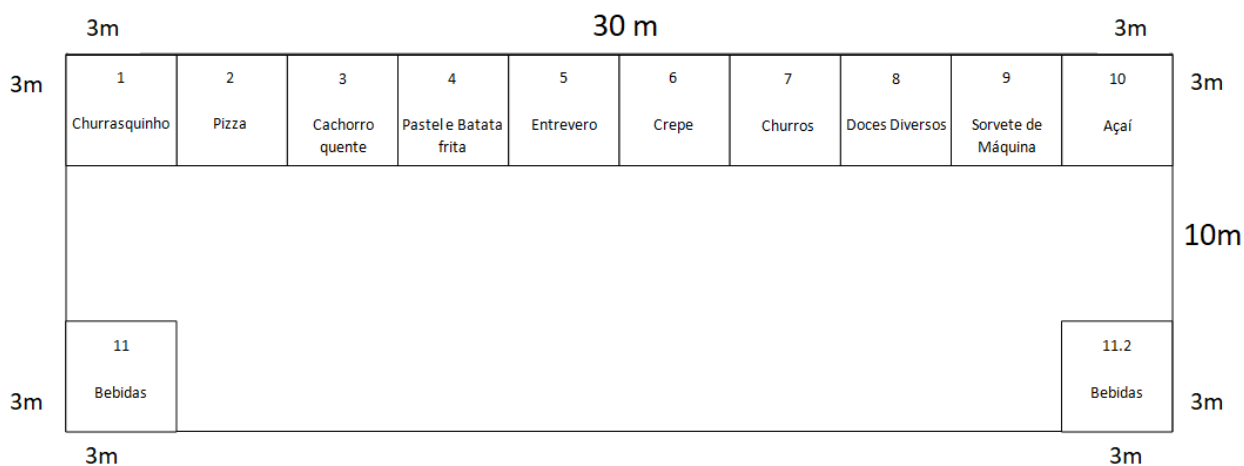 3m
30 m
3m
3m
1
Churrasquinho
2
Pizza
3
Cachorro
quente
4
Pastel e Batata
frita
5
Entrevero
6
Crepe
7
Churros
8
Doces Diversos
9
Sorvete de
Máquina
10
Açaí
3m
10m
11
Bebidas
11.2
Bebidas
3m
3m
3m
3m